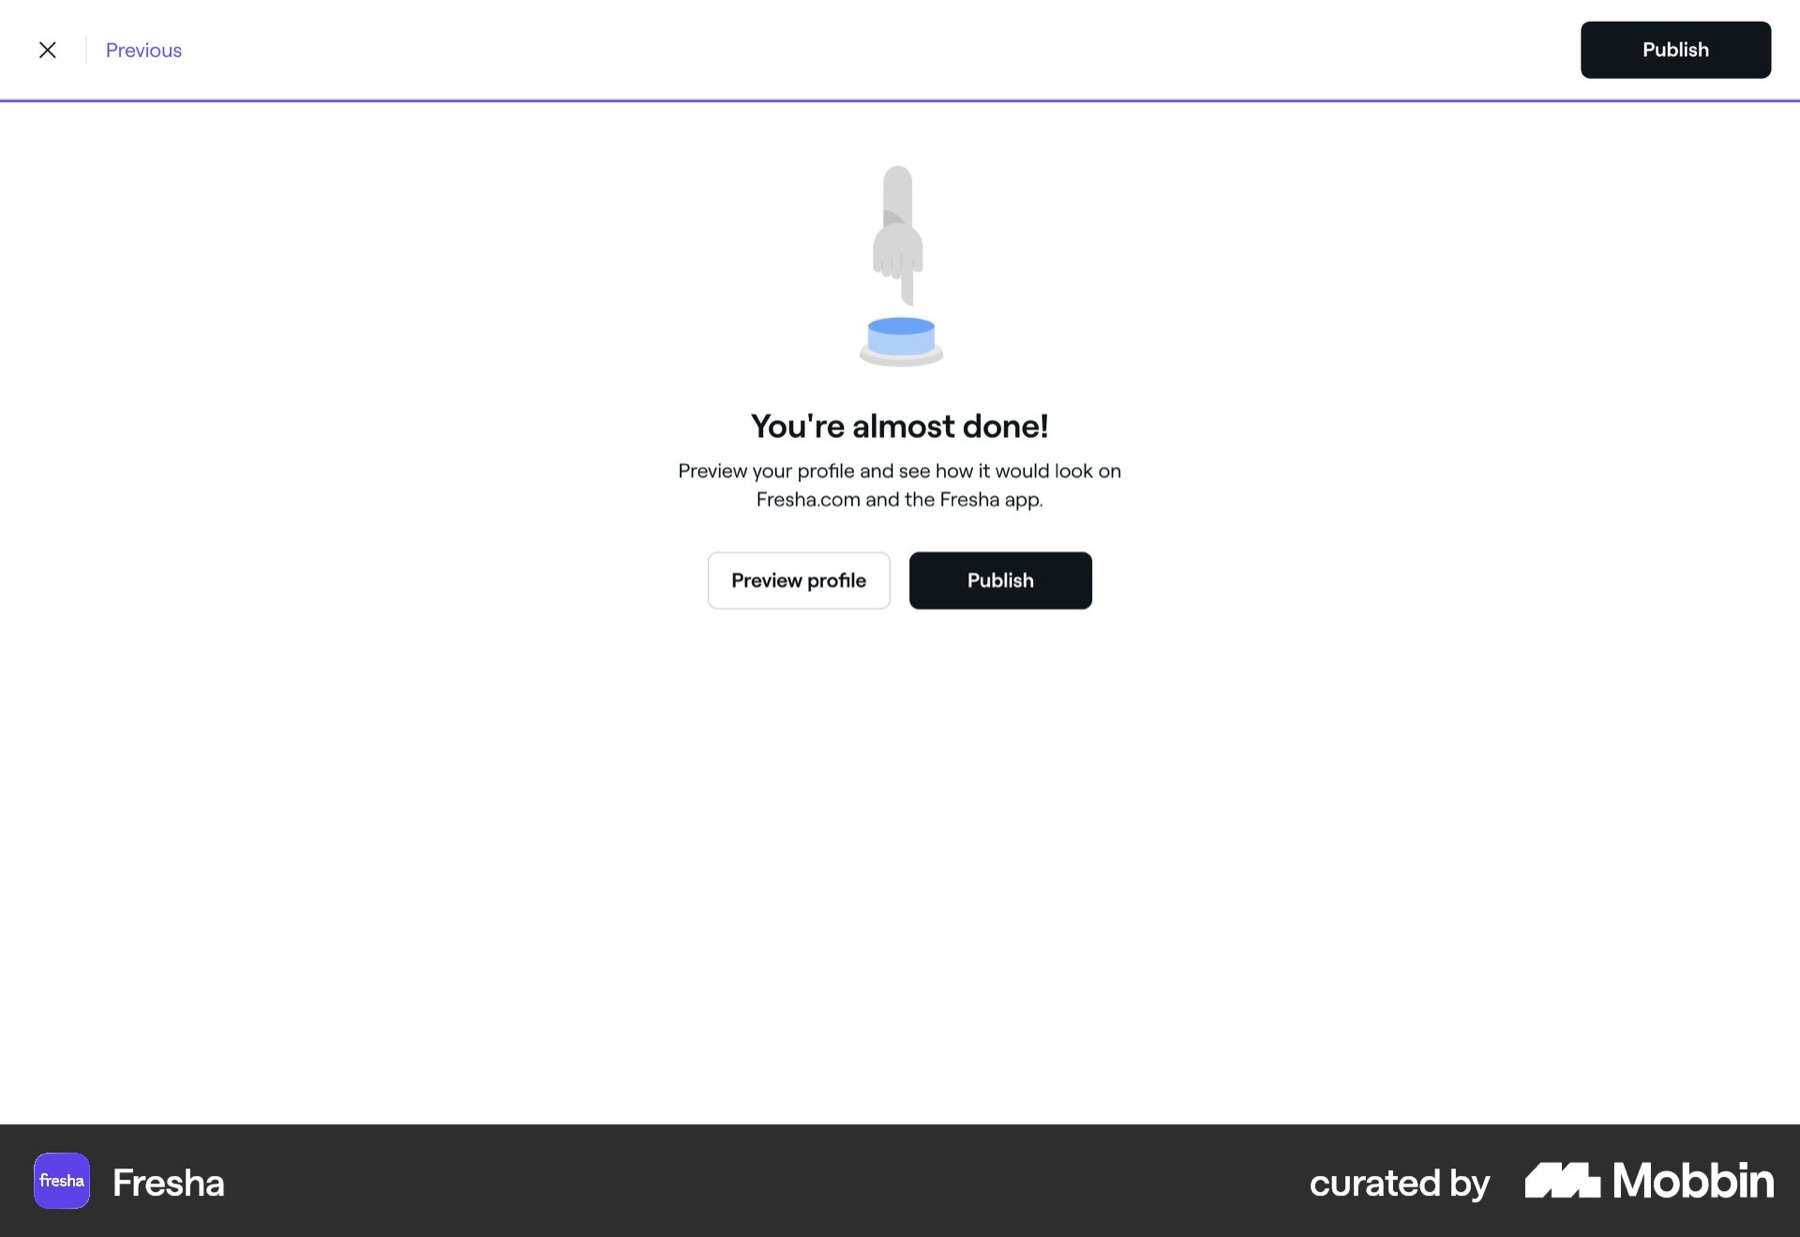 Previous
Publish
You're almost done!
Preview your profile and see how it would look on
Fresha.com and the Fresha app.
Preview profile
Publish
fresha
Fresha
curated by
Mobbin